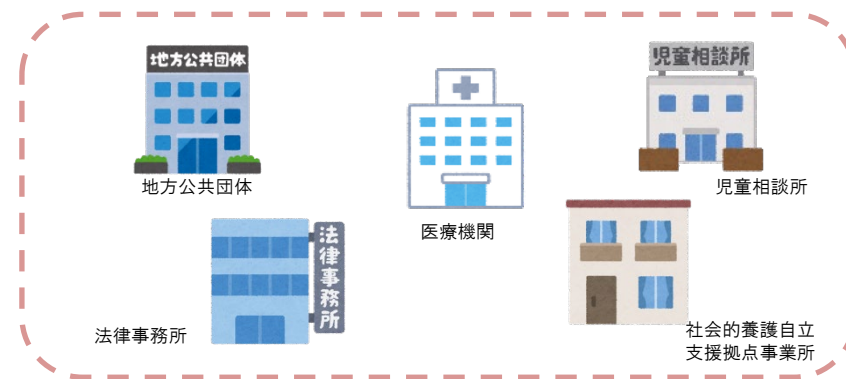 地方公共団体
地方公共団体
児童相談所
児童相談所
医療機関
法律事務所
法律事務所
社会的養護自立
支援拠点事業所